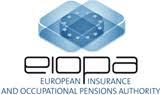 eiopa
EUROPEAN INSURANCE
AND OCCUPATIONAL PENSIONS AUTHORITY